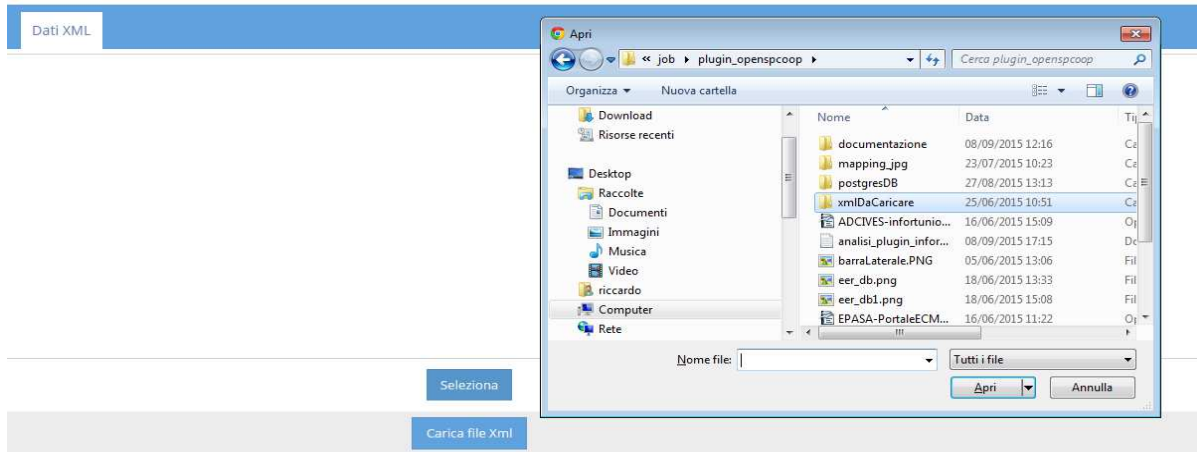 Dati XML
Apri
« job ▸ plugin_openspcoop ▸
Cerca plugin_openspcoop
Organizza
Nuova cartella
Download
Risorse recenti
Desktop
Raccolte
Documenti
Immagini
Musica
Video
riccardo
Computer
Rete
Nome Data
documentazione 08/09/2015 12:16
mapping_jpg 23/07/2015 10:23
postgresDB 27/08/2015 13:13
xmlDaCaricare 25/06/2015 10:51
ADCIVES-infortunio... 16/06/2015 15:09
analisi_plugin_infor... 08/09/2015 17:15
barraLaterale.PNG 05/06/2015 13:06
eer_db.png 18/06/2015 13:33
eer_db1.png 18/06/2015 15:08
EPASA-PortaleECM... 16/06/2015 11:22
Nome file:
Tutti i file
Apri
Annulla
Seleziona
Carica file Xml